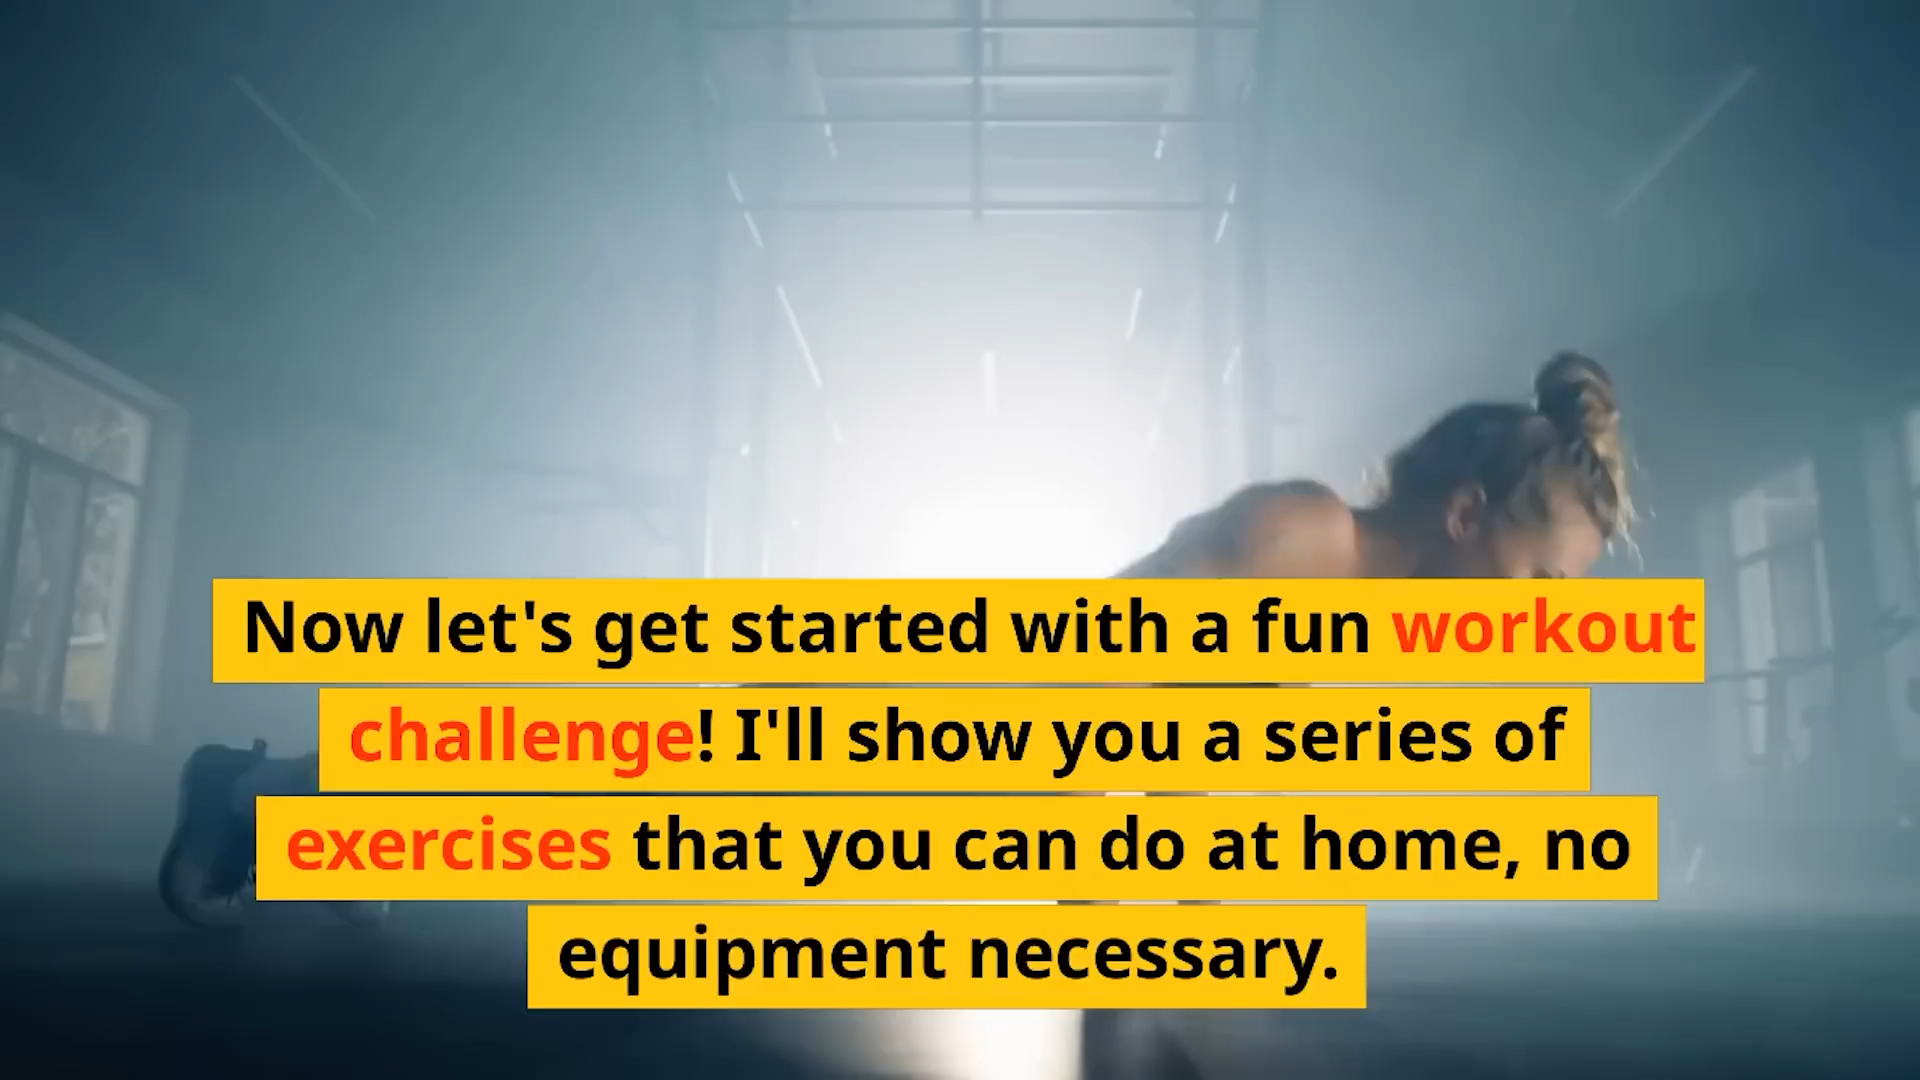 Now let's get started with a fun workout
challenge! I'll show you a series of
exercises that you can do at home, no
equipment necessary.